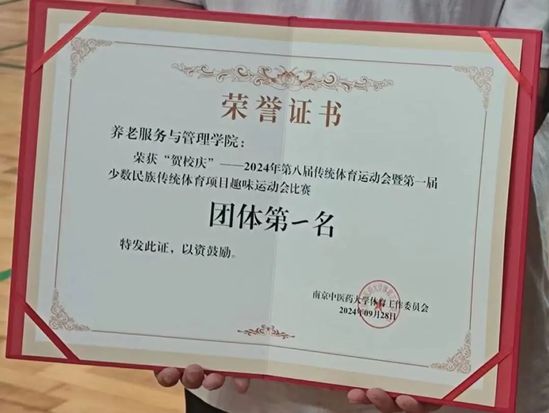 荣誉证书
养老服务与管理学院：
荣获“贺校庆”——2024年第八届传统体育运动会暨第一届
少数民族传统体育项目趣味运动会比赛
团体第一名
特发此证，以资鼓励。
南京中医药大学体育工作委员会
2024年09月28日